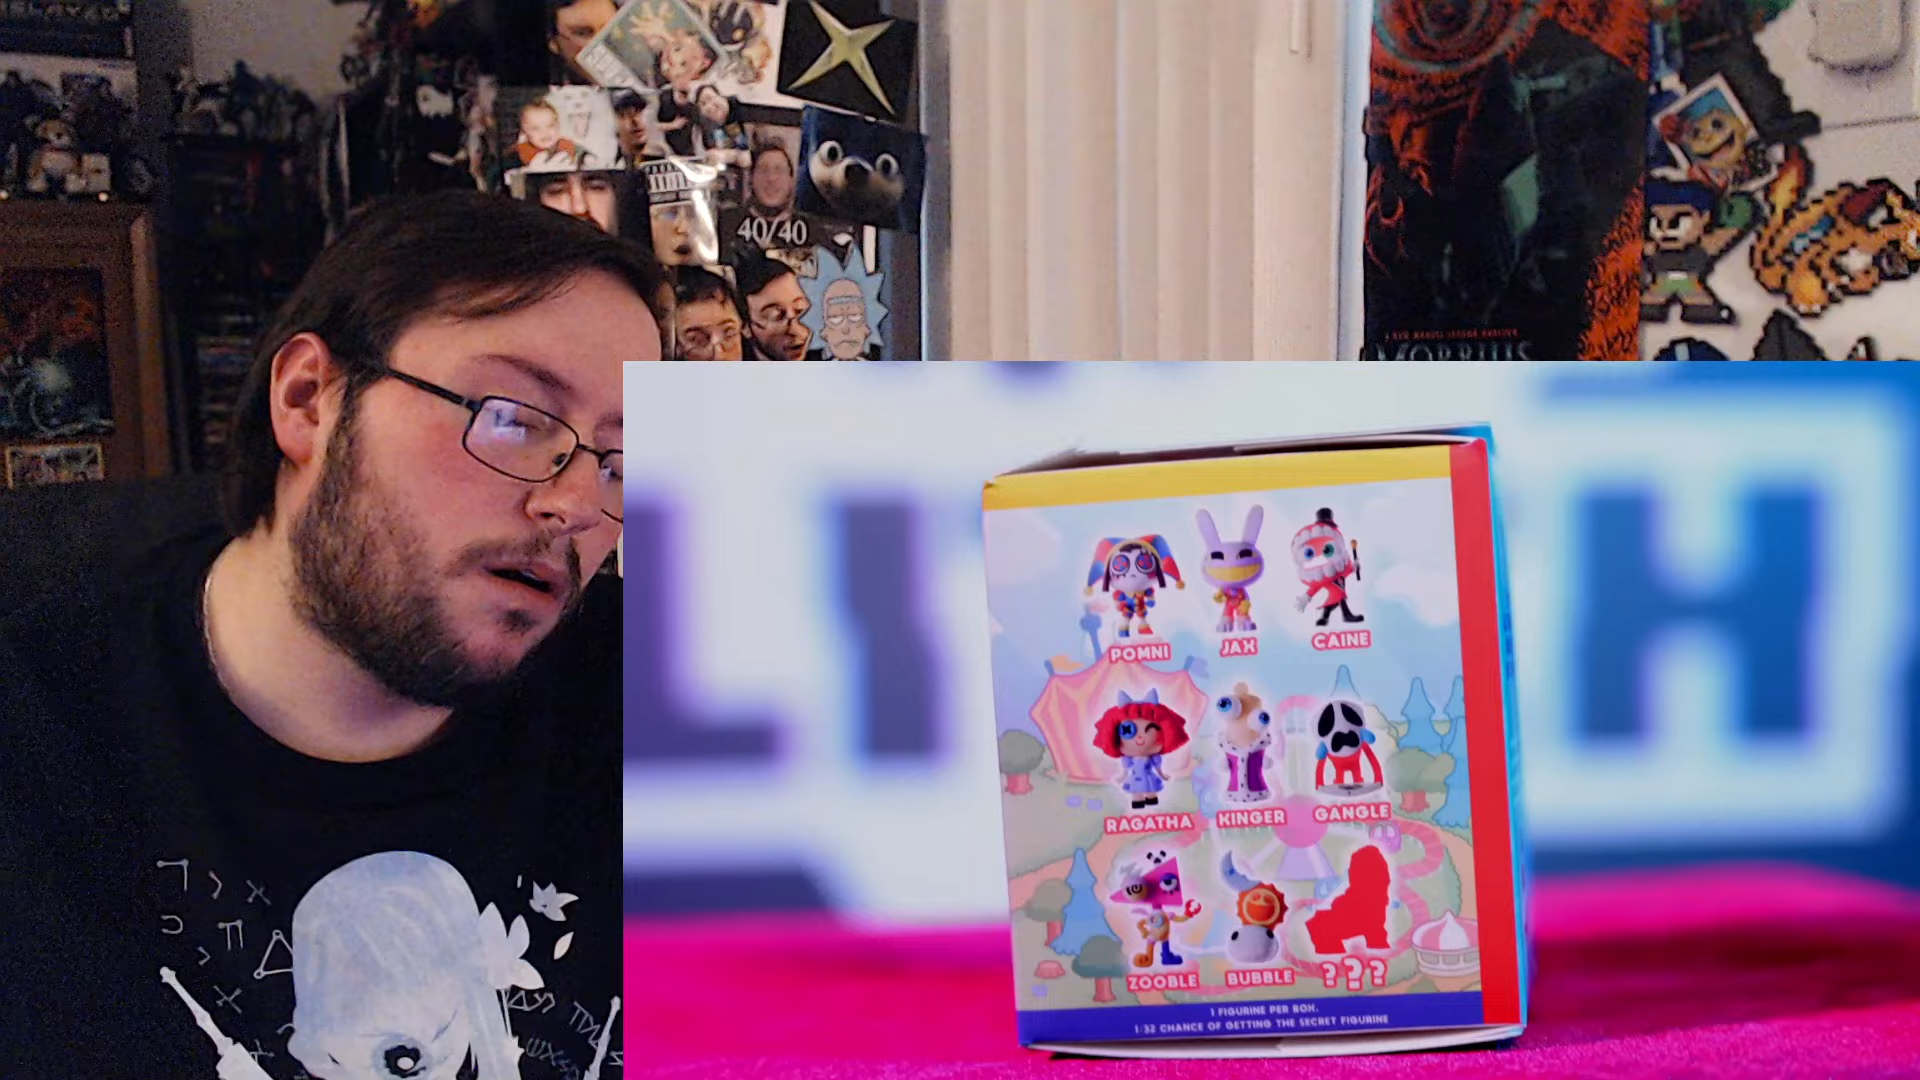 40/40
MORBIUS
LIT H
POMNI
JAX
CAINE
RAGATHA
KINGER
GANGLE
ZOOBLE
BUBBLE
???
1 FIGURINE PER BOX.
1:32 CHANCE OF GETTING THE SECRET FIGURINE